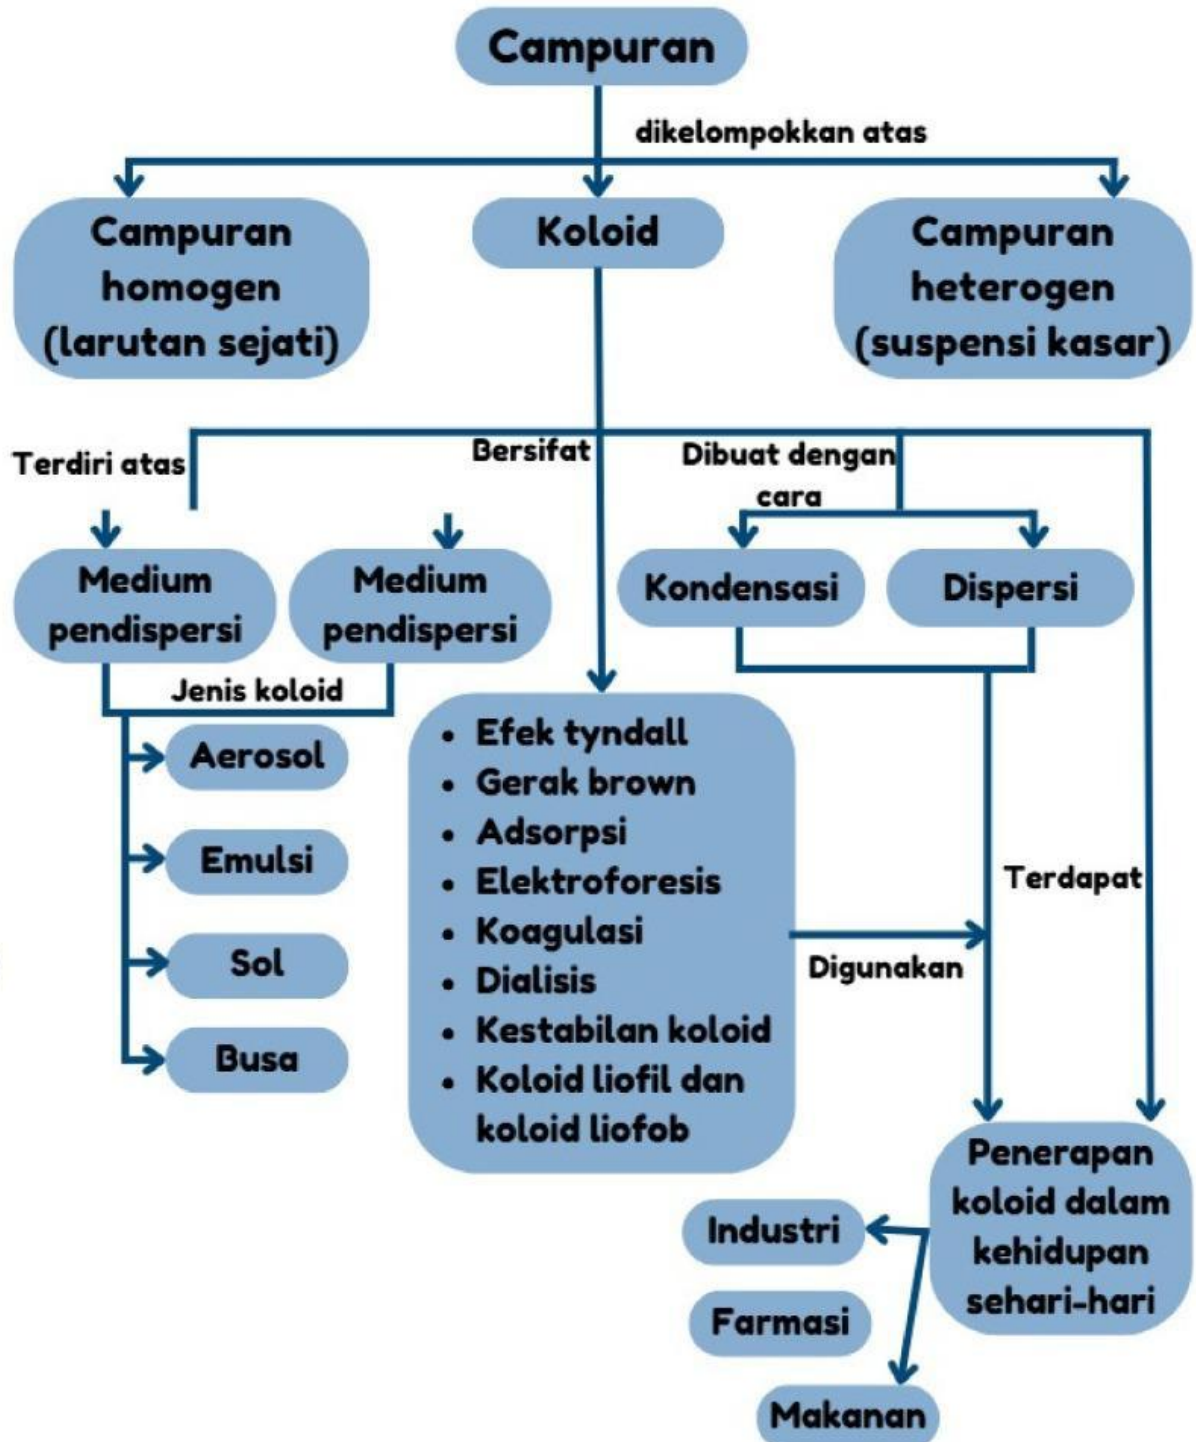 Campuran
dikelompokkan atas
Campuran
homogen
(larutan sejati)
Koloid
Campuran
heterogen
(suspensi kasar)
Terdiri atas
Bersifat
Dibuat dengan
cara
Medium
pendispersi
Medium
pendispersi
Kondensasi
Dispersi
Jenis koloid
Aerosol
Emulsi
Sol
Busa
• Efek tyndall
• Gerak brown
• Adsorpsi
• Elektroforesis
• Koagulasi
• Dialisis
• Kestabilan koloid
• Koloid liofil dan
koloid liofob
Digunakan
Terdapat
Penerapan
koloid dalam
kehidupan
sehari-hari
Industri
Farmasi
Makanan